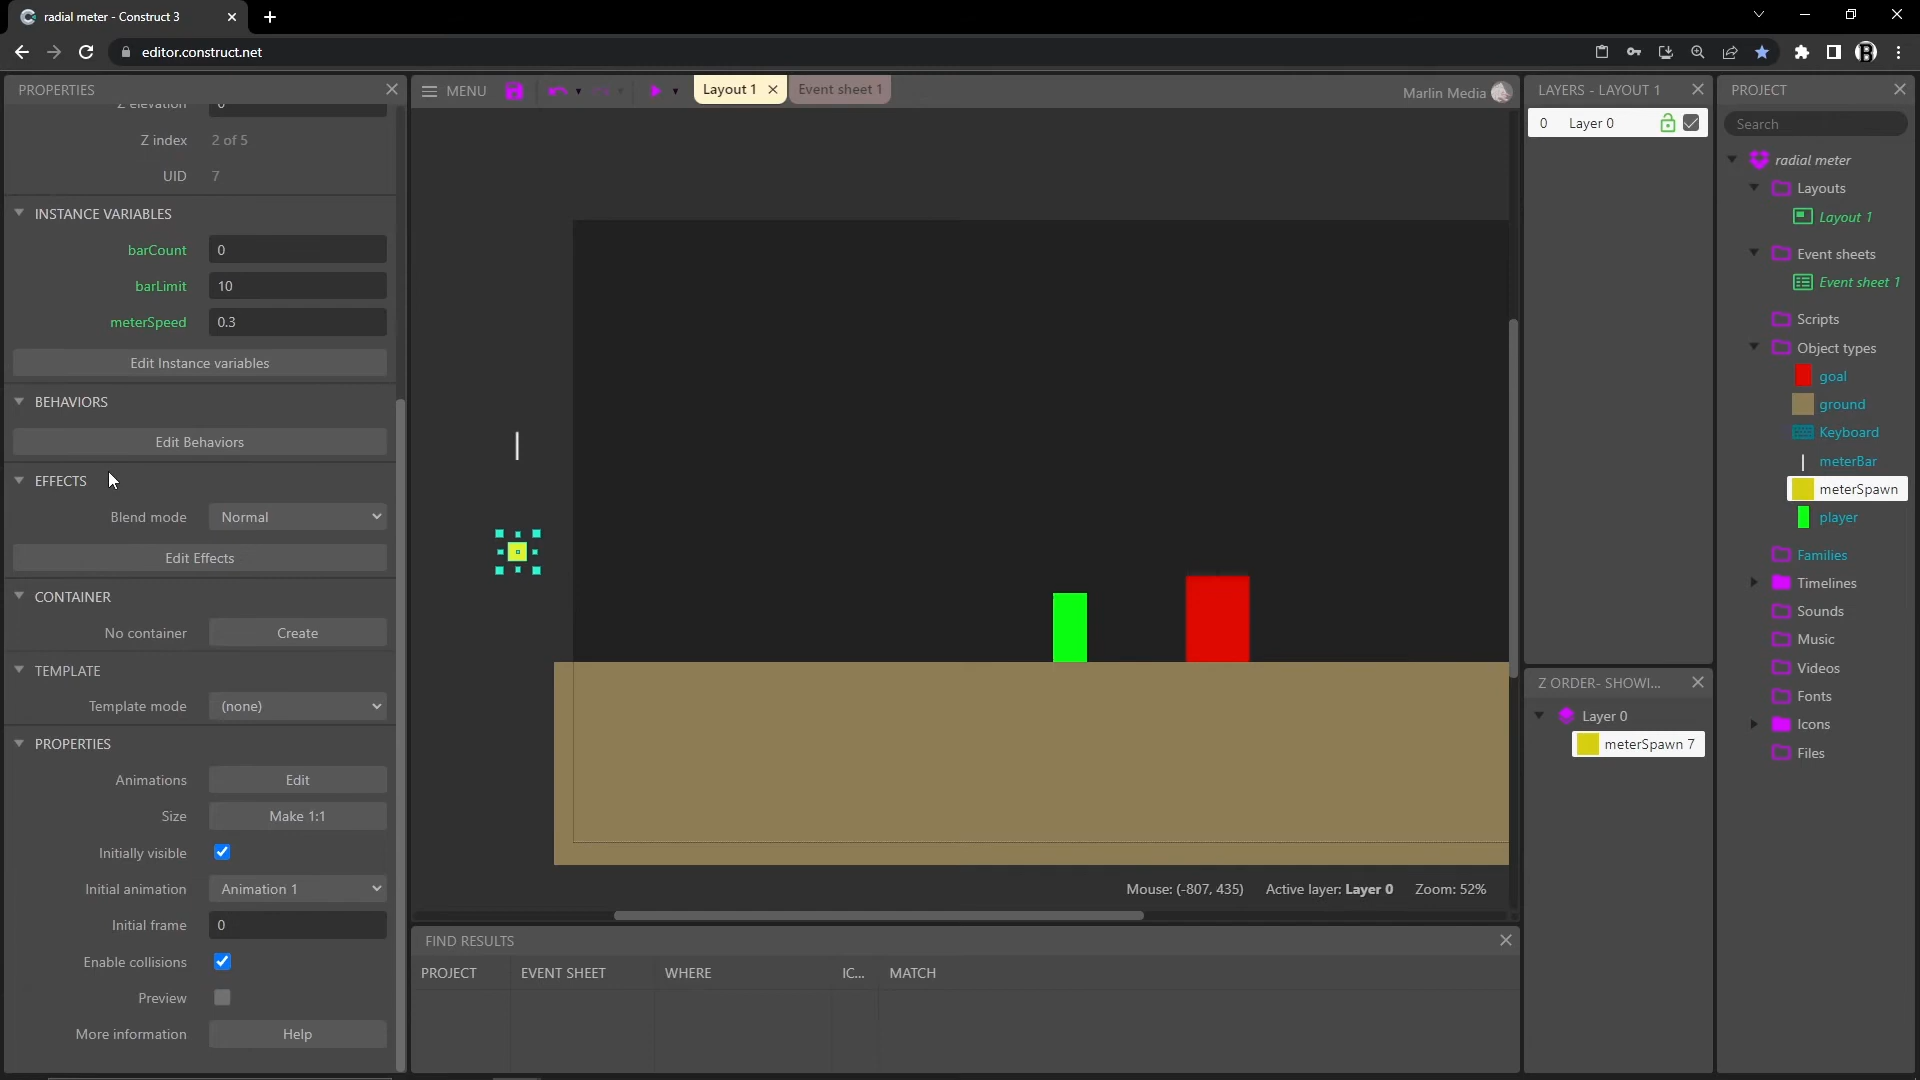 radial meter - Construct 3
editor.construct.net
PROPERTIES
Z elevation 0
Z index 2 of 5
UID 7
INSTANCE VARIABLES
barCount 0
barLimit 10
meterSpeed 0.3
Edit Instance variables
BEHAVIORS
Edit Behaviors
EFFECTS
Blend mode Normal
Edit Effects
CONTAINER
No container Create
TEMPLATE
Template mode (none)
PROPERTIES
Animations Edit
Size Make 1:1
Initially visible
Initial animation Animation 1
Initial frame 0
Enable collisions
Preview
More information Help
MENU
Layout 1
Event sheet 1
Marlin Media
Mouse: (-807, 435) Active layer: Layer 0 Zoom: 52%
FIND RESULTS
PROJECT EVENT SHEET WHERE IC... MATCH
LAYERS - LAYOUT 1
0 Layer 0
Z ORDER- SHOWI...
Layer 0
meterSpawn 7
PROJECT
Search
radial meter
Layouts
Layout 1
Event sheets
Event sheet 1
Scripts
Object types
goal
ground
Keyboard
meterBar
meterSpawn
player
Families
Timelines
Sounds
Music
Videos
Fonts
Icons
Files